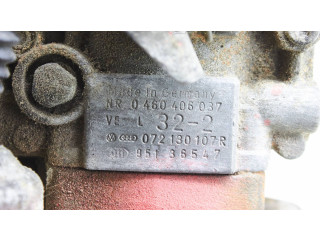 Made in Germany
NR 0 460 406 037
VE L 32-2
072 130 107R
951 36547